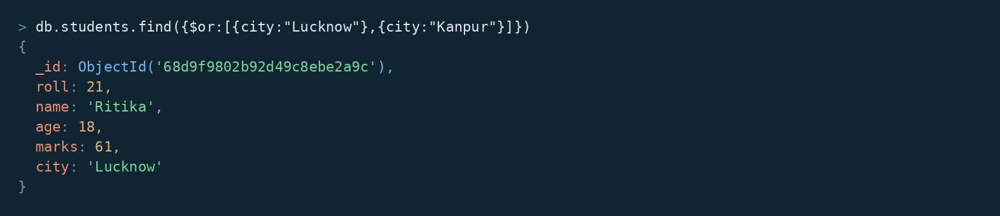 > db.students.find({$or:[{city:"Lucknow"},{city:"Kanpur"}]})
{
  _id: ObjectId('68d9f9802b92d49c8ebe2a9c'),
  roll: 21,
  name: 'Ritika',
  age: 18,
  marks: 61,
  city: 'Lucknow'
}